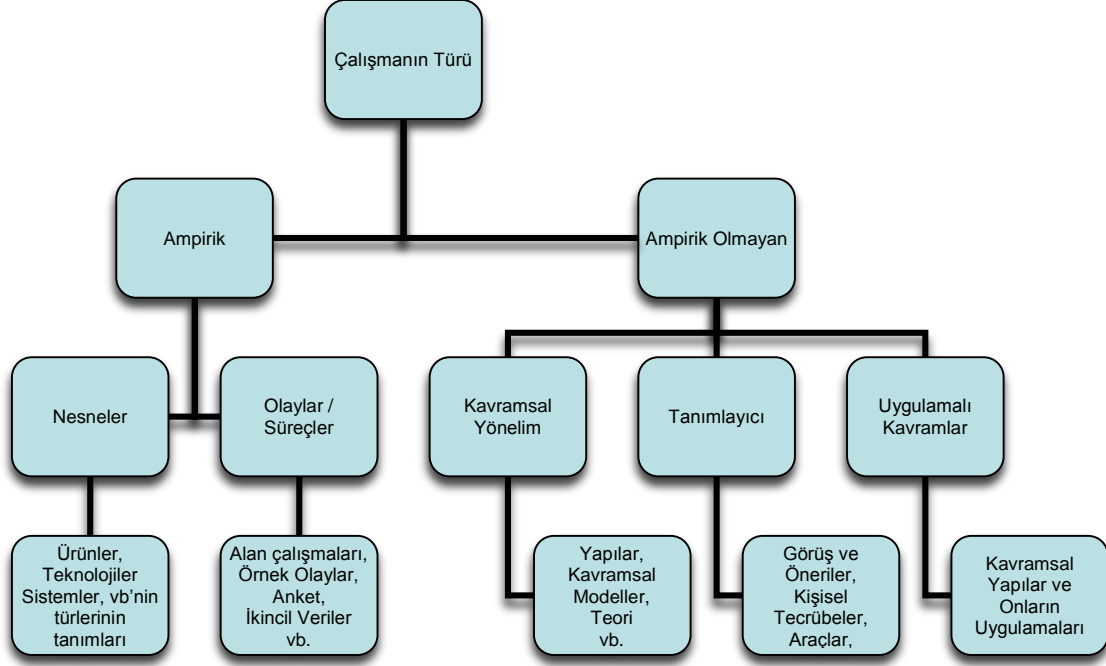 Çalışmanın Türü
Ampirik
Ampirik Olmayan
Nesneler
Olaylar /
Süreçler
Kavramsal
Yönelim
Tanımlayıcı
Uygulamalı
Kavramlar
Ürünler,
Teknolojiler
Sistemler, vb’nin
türlerinin
tanımları
Alan çalışmaları,
Örnek Olaylar,
Anket,
İkincil Veriler
vb.
Yapılar,
Kavramsal
Modeller,
Teori
vb.
Görüş ve
Öneriler,
Kişisel
Tecrübeler,
Araçlar,
Kavramsal
Yapılar ve
Onların
Uygulamaları